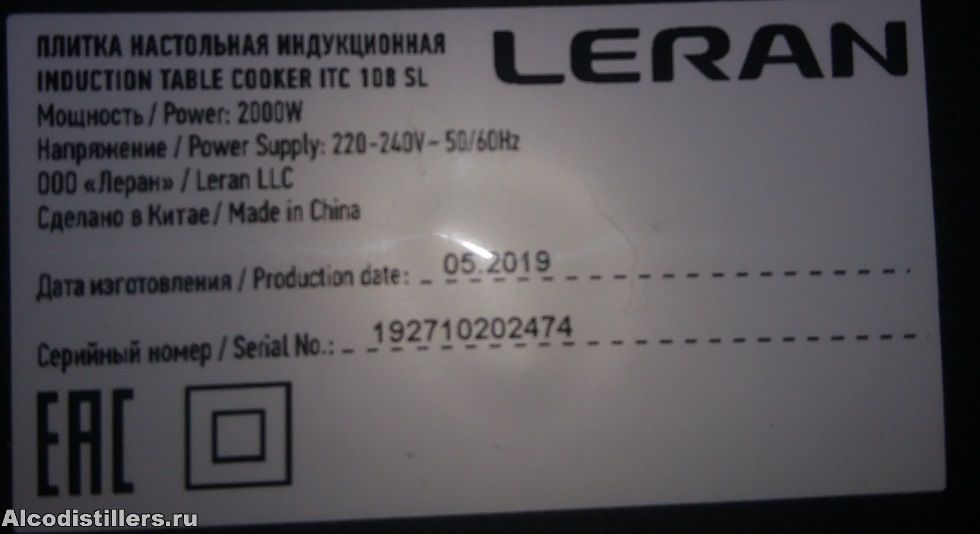 LERAN
ПЛИТКА НАСТОЛЬНАЯ ИНДУКЦИОННАЯ
INDUCTION TABLE COOKER ITC 108 SL
Мощность / Power: 2000W
Напряжение / Power Supply: 220-240V~ 50/60Hz
ООО «Леран» / Leran LLC
Сделано в Китае / Made in China
Дата изготовления / Production date: 05.2019
Серийный номер / Serial No.: 192710202474
EAC
Alcodistillers.ru